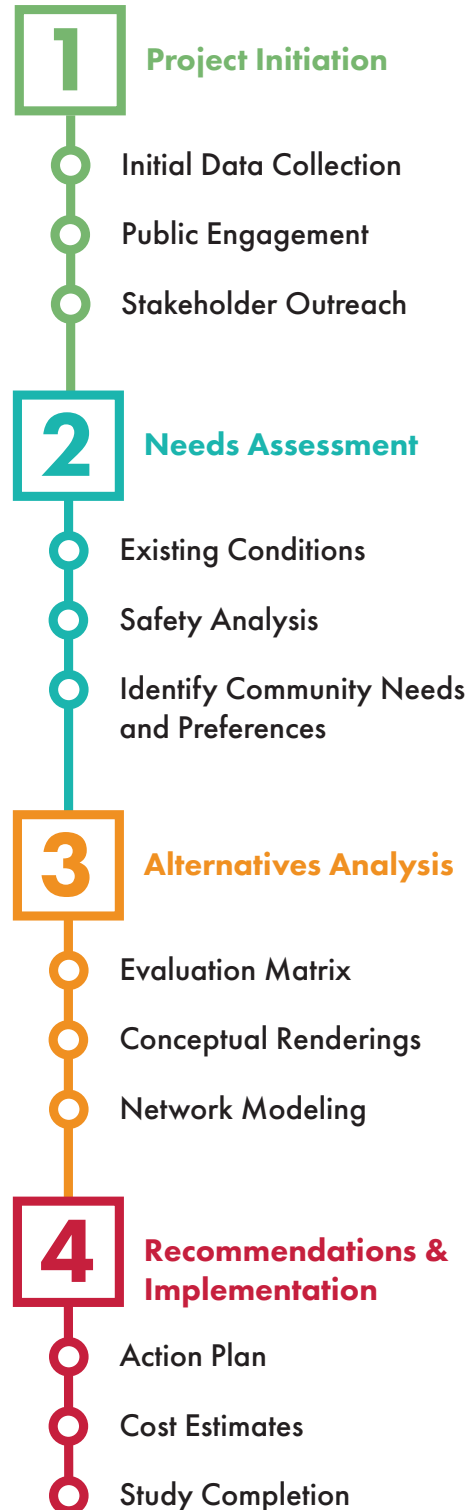 1
Project Initiation
Initial Data Collection
Public Engagement
Stakeholder Outreach
2
Needs Assessment
Existing Conditions
Safety Analysis
Identify Community Needs
and Preferences
3
Alternatives Analysis
Evaluation Matrix
Conceptual Renderings
Network Modeling
4
Recommendations &
Implementation
Action Plan
Cost Estimates
Study Completion